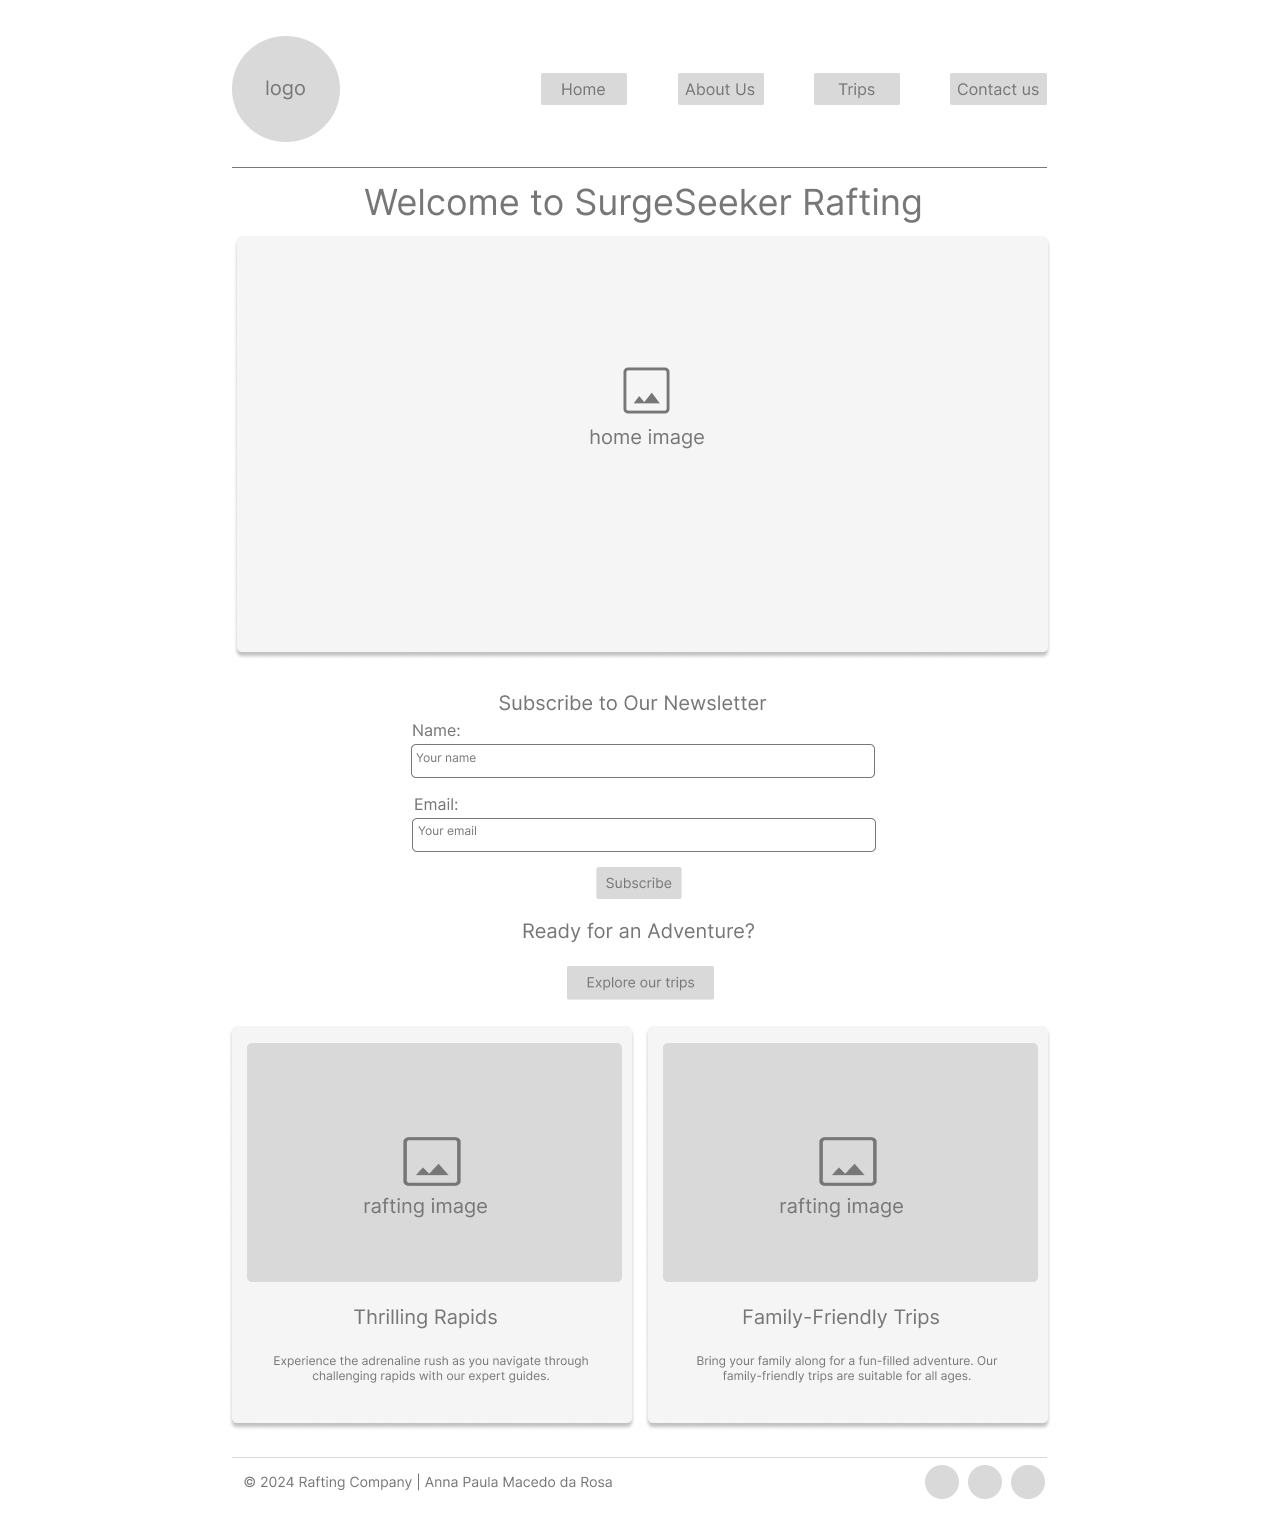 logo
Home
About Us
Trips
Contact us
Welcome to SurgeSeeker Rafting
home image
Subscribe to Our Newsletter
Name:
Your name
Email:
Your email
Subscribe
Ready for an Adventure?
Explore our trips
rafting image
Thrilling Rapids
Experience the adrenaline rush as you navigate through
challenging rapids with our expert guides.
rafting image
Family-Friendly Trips
Bring your family along for a fun-filled adventure. Our
family-friendly trips are suitable for all ages.
© 2024 Rafting Company | Anna Paula Macedo da Rosa